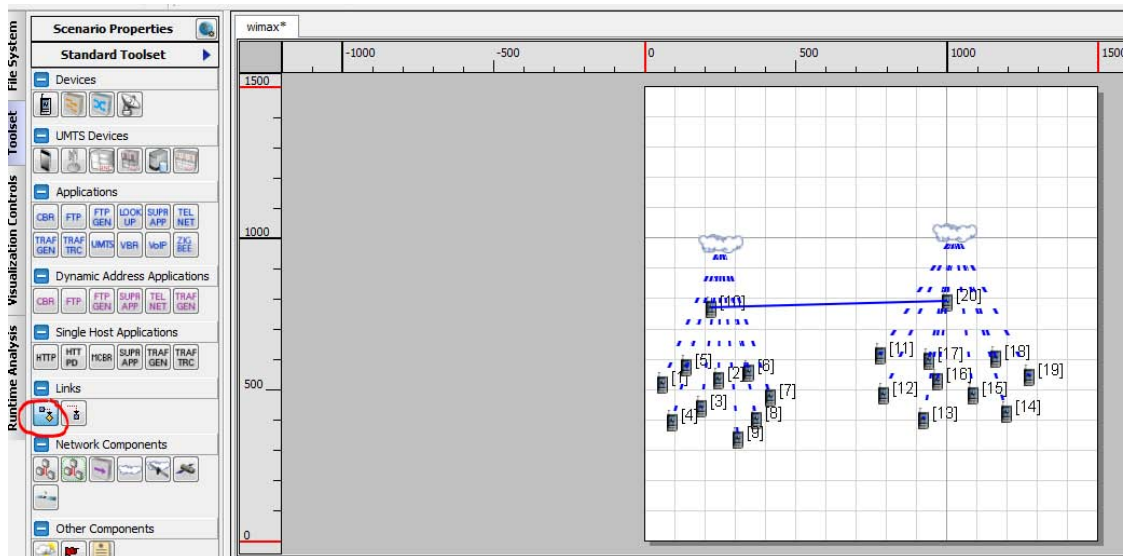 File System
Toolset
Visualization Controls
Runtime Analysis
Scenario Properties
Standard Toolset
Devices
UMTS Devices
Applications
CBR FTP FTP GEN LOOK UP SUPR APP TEL NET
TRAF GEN TRAF TRC UMTS VBR VoIP ZIG BEE
Dynamic Address Applications
CBR FTP FTP GEN SUPR APP TEL NET TRAF GEN
Single Host Applications
HTTP HTT PD MCBR SUPR APP TRAF GEN TRAF TRC
Links
Network Components
Other Components
wimax*
-1000 -500 0 500 1000 1500
1500
1000
500
0
[10] [20]
[11] [17] [18]
[5] [6]
[1] [2] [16] [19]
[7] [12] [15]
[3] [4] [8] [13] [14]
[9]